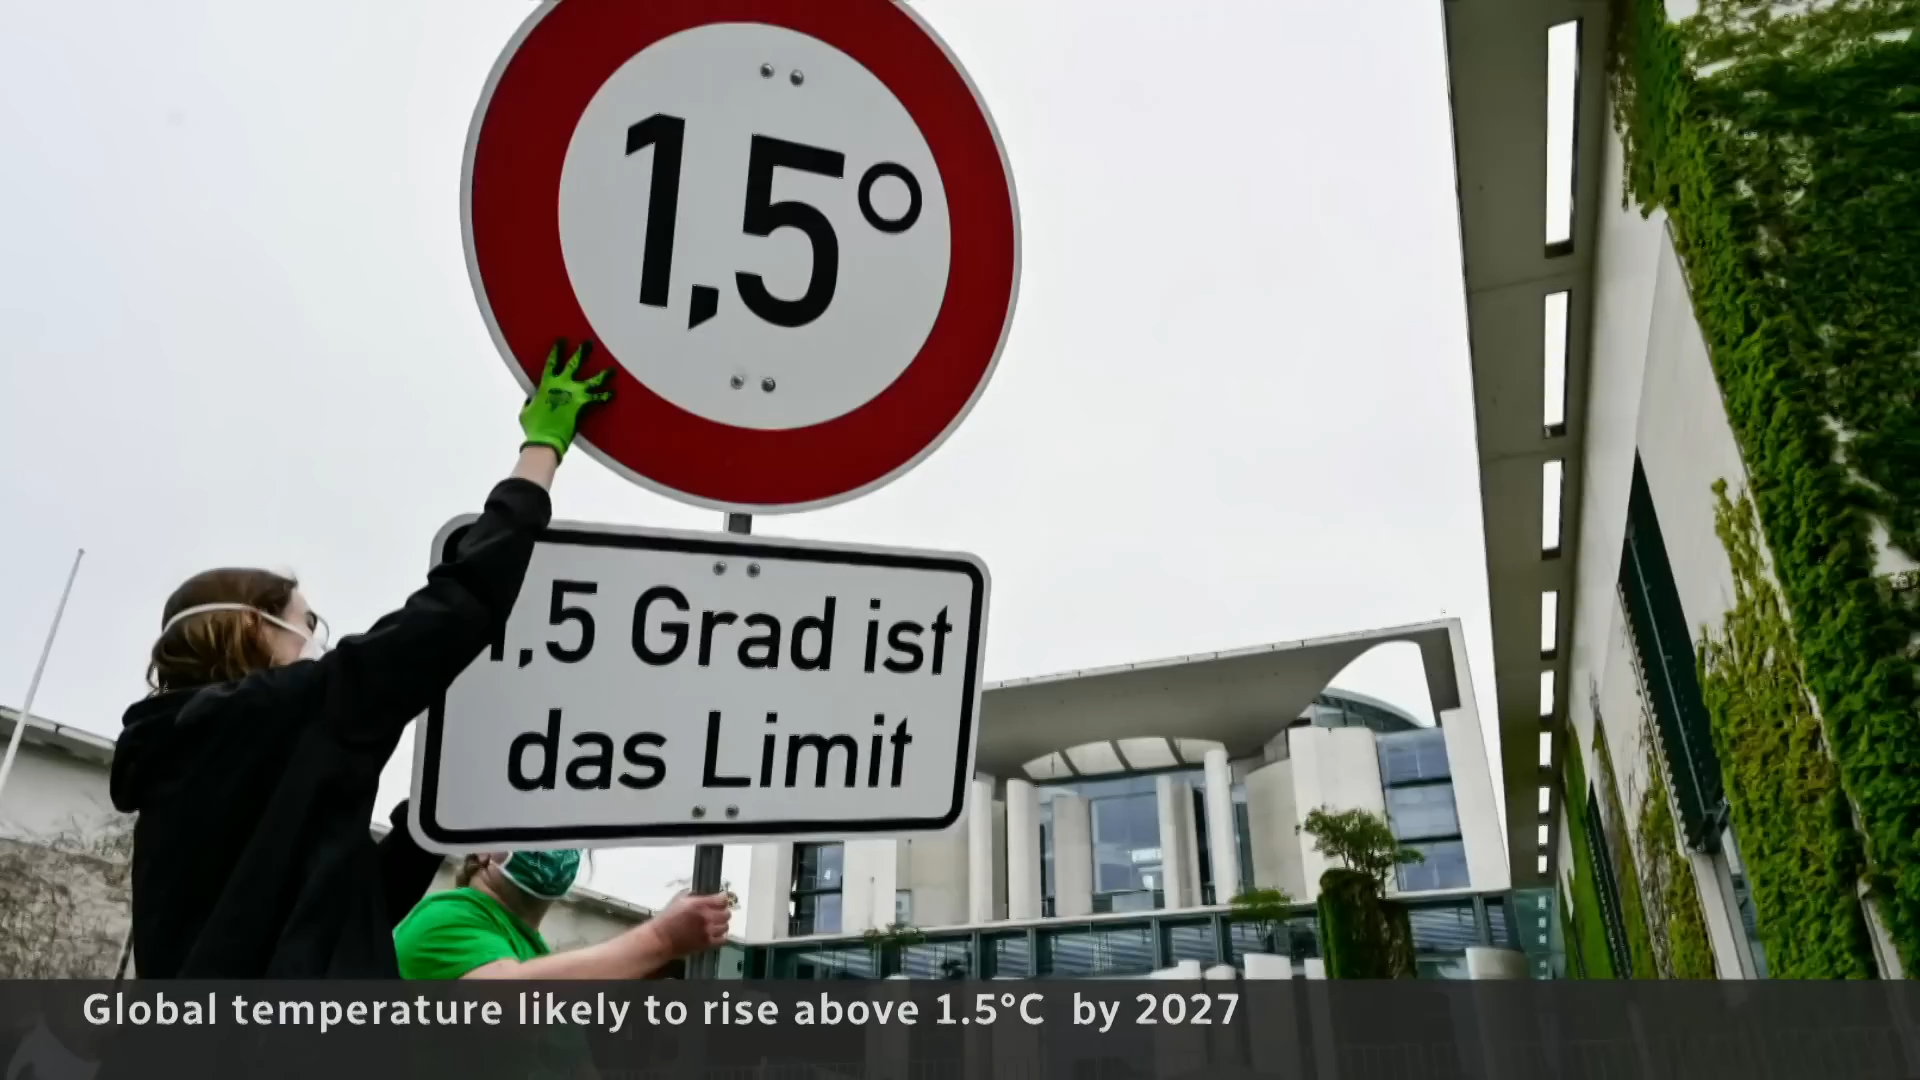 1,5°
1,5 Grad ist
das Limit
Global temperature likely to rise above 1.5°C by 2027